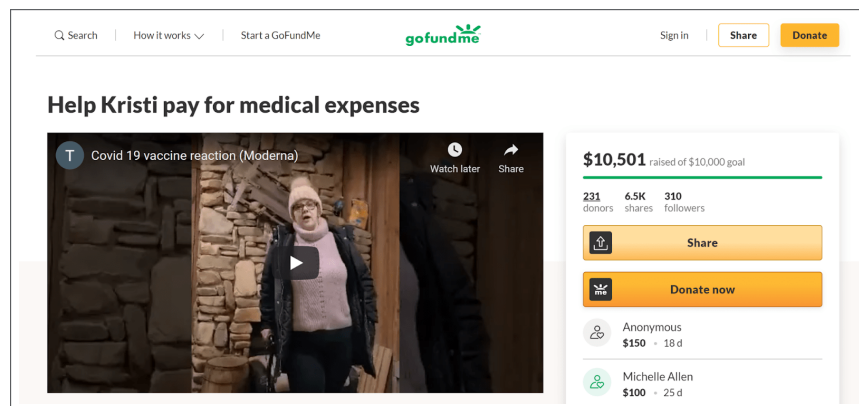 Search
How it works
Start a GoFundMe
gofundme
Sign in
Share
Donate
Help Kristi pay for medical expenses
T
Covid 19 vaccine reaction (Moderna)
Watch later
Share
$10,501 raised of $10,000 goal
231 6.5K 310
donors shares followers
Share
me
Donate now
Anonymous
$150 • 18 d
Michelle Allen
$100 • 25 d